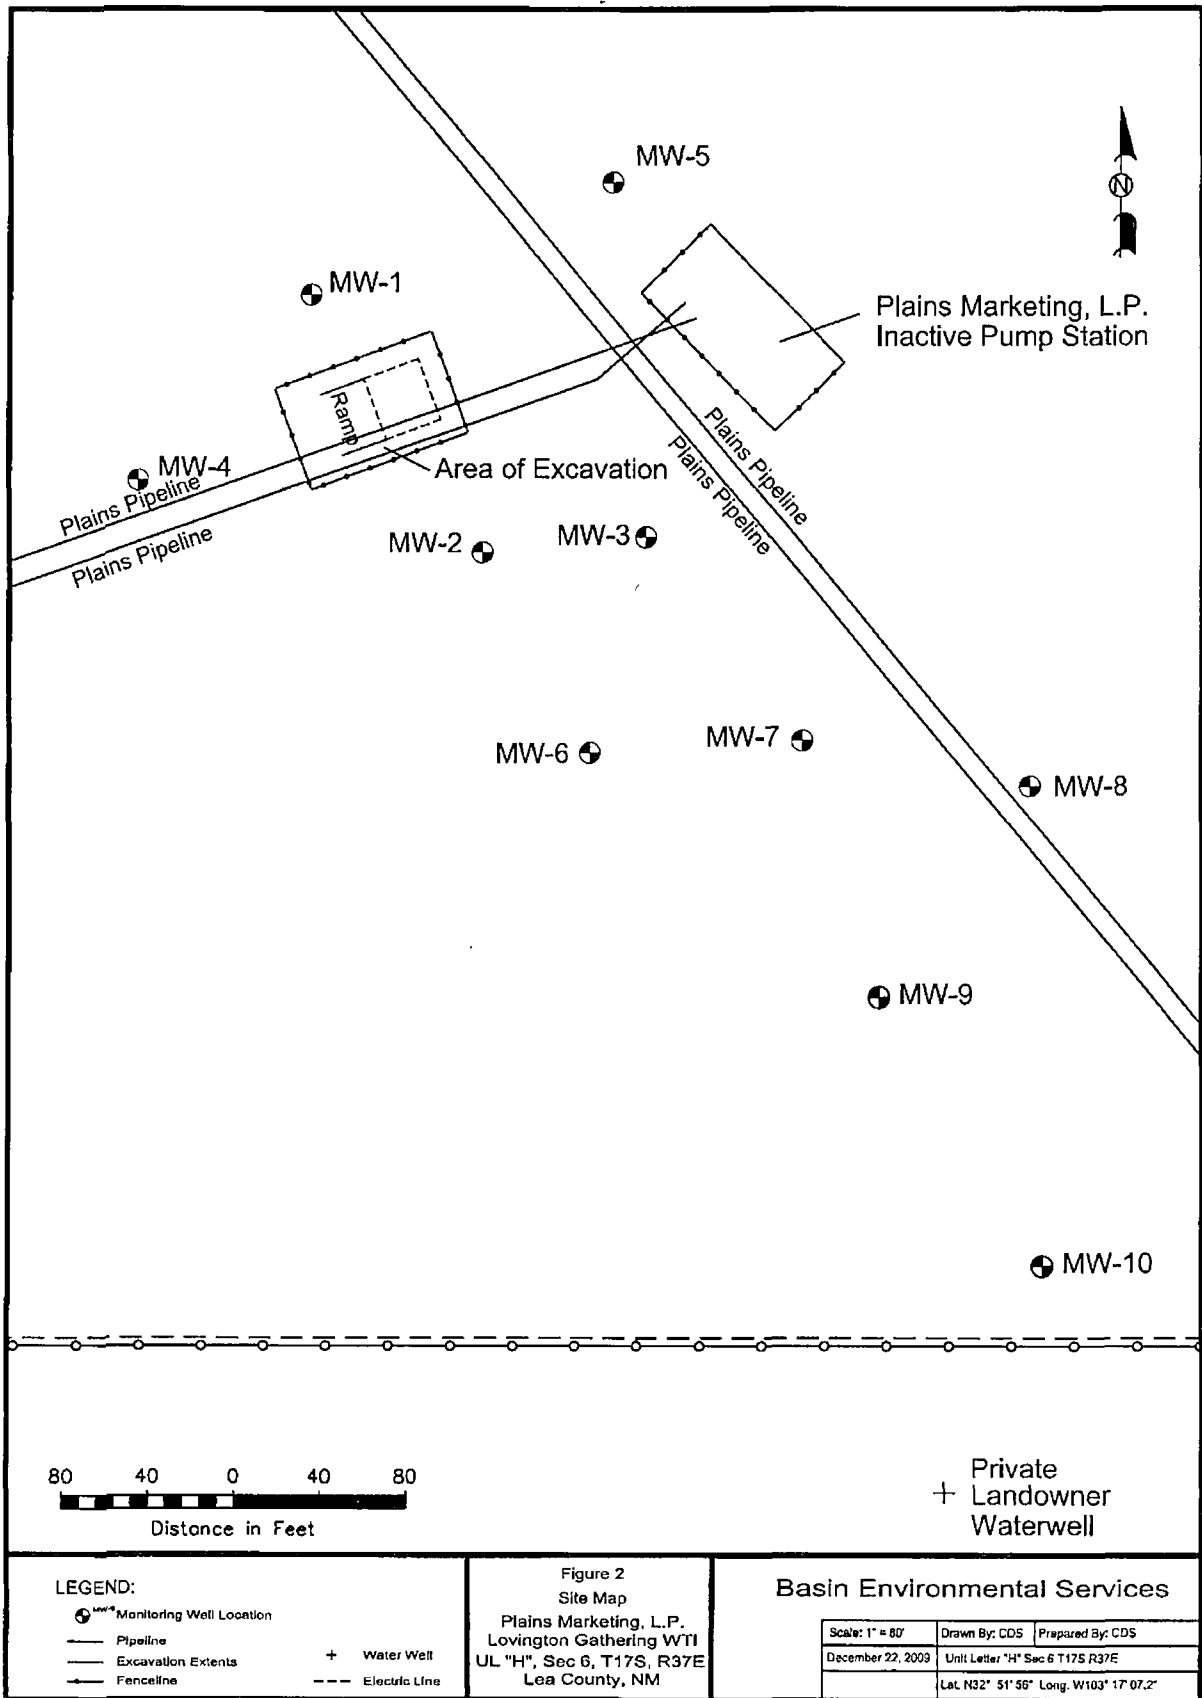 MW-5
N
MW-1
Plains Marketing, L.P.
Inactive Pump Station
Ramp
MW-4
Area of Excavation
Plains Pipeline
Plains Pipeline
Plains Pipeline
Plains Pipeline
MW-2
MW-3
MW-6
MW-7
MW-8
MW-9
MW-10
80 40 0 40 80
Distance in Feet
Private
Landowner
Waterwell
LEGEND:
Monitoring Well Location
Pipeline
Excavation Extents
Fenceline
Water Well
Electric Line
Figure 2
Site Map
Plains Marketing, L.P.
Lovington Gathering WTI
UL "H", Sec 6, T17S, R37E
Lea County, NM
Basin Environmental Services
Scale: 1" = 80'
Drawn By: CDS
Prepared By: CDS
December 22, 2009
Unit Letter "H" Sec 6 T17S R37E
Lat. N32° 51' 56" Long. W103° 17' 07.2"